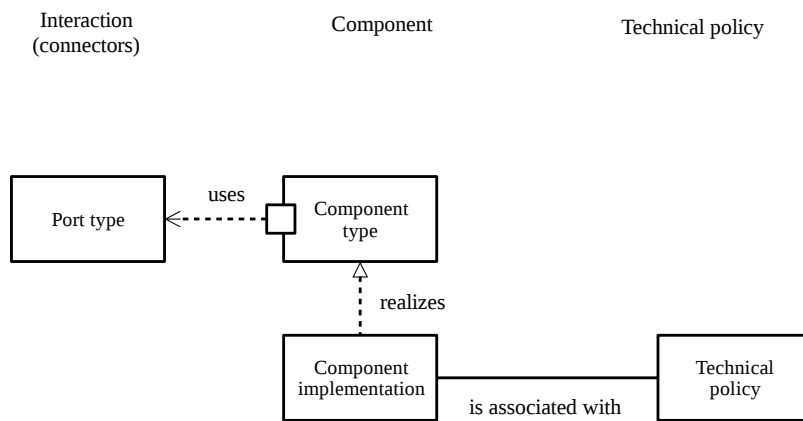 Interaction
(connectors)
Component
Technical policy
uses
Port type
Component
type
realizes
Component
implementation
is associated with
Technical
policy